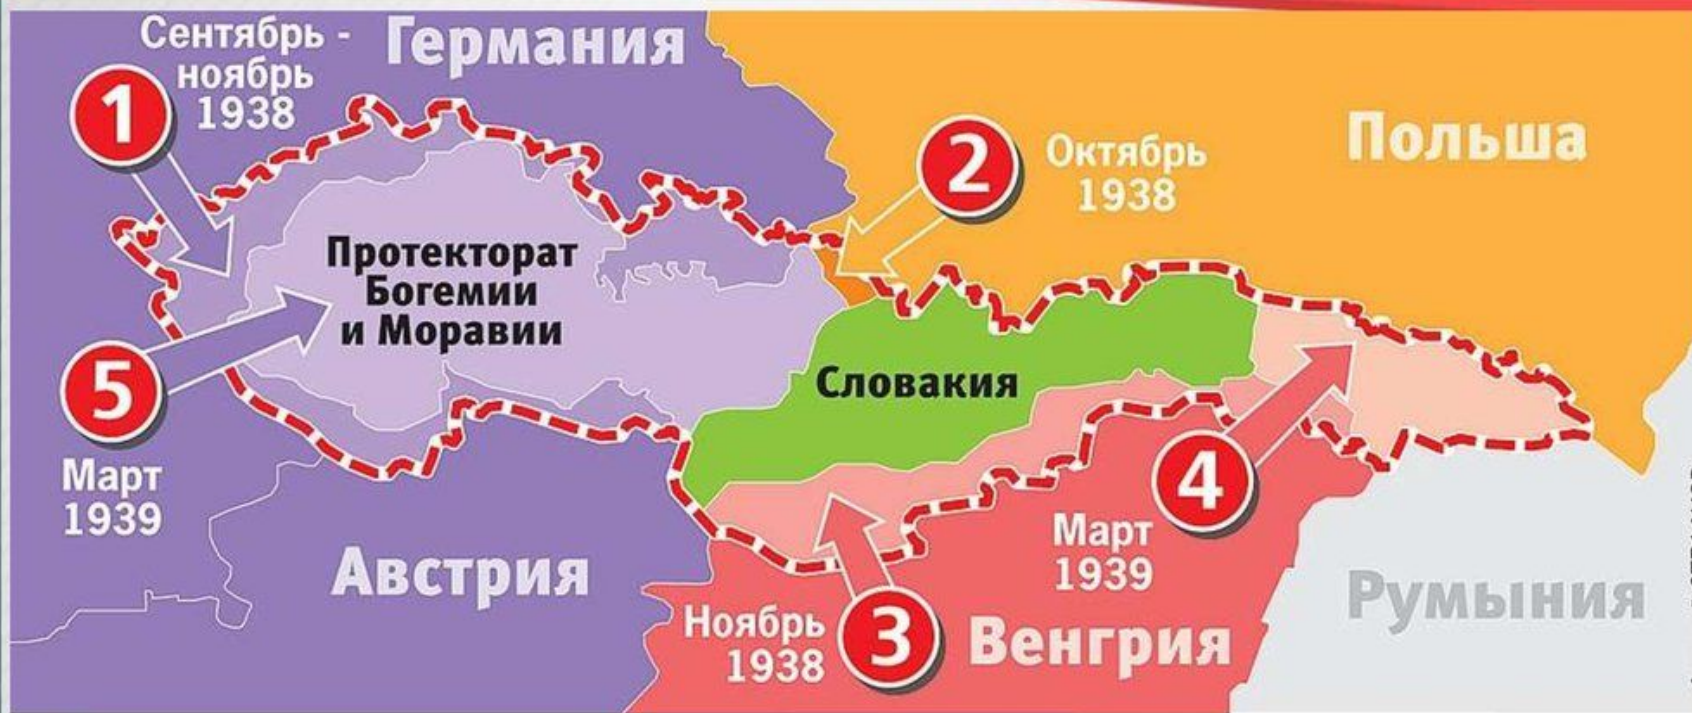 Сентябрь -
ноябрь
1938
Германия
1
2
Октябрь
1938
Польша
Протекторат
Богемии
и Моравии
5
Март
1939
Словакия
4
Март
1939
Австрия
Ноябрь
1938
3
Венгрия
Румыния